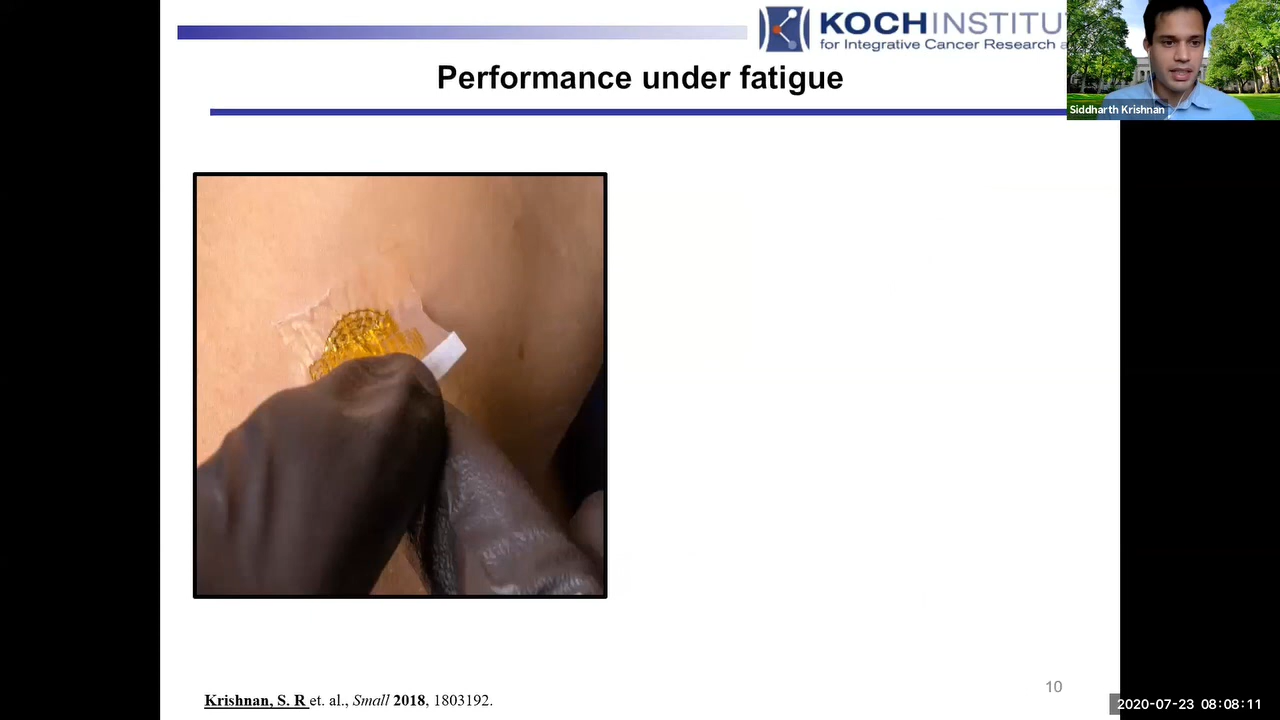 KOCH INSTITU
for Integrative Cancer Research a
Performance under fatigue
Siddharth Krishnan
Krishnan, S. R et. al., Small 2018, 1803192.
10
2020-07-23 08:08:11